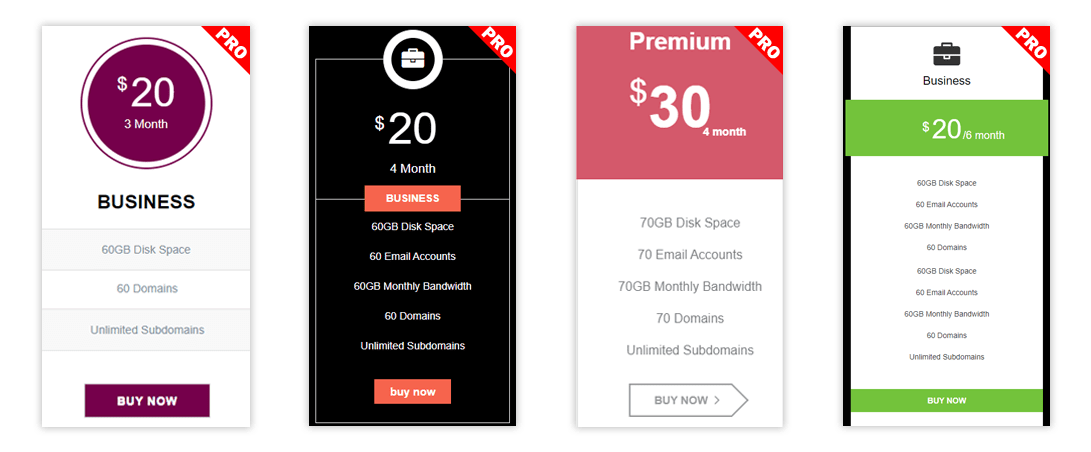 PRO
$20
3 Month
BUSINESS
60GB Disk Space
60 Domains
Unlimited Subdomains
BUY NOW
PRO
$20
4 Month
BUSINESS
60GB Disk Space
60 Email Accounts
60GB Monthly Bandwidth
60 Domains
Unlimited Subdomains
buy now
PRO
Premium
$30
4 month
70GB Disk Space
70 Email Accounts
70GB Monthly Bandwidth
70 Domains
Unlimited Subdomains
BUY NOW >
PRO
Business
$20/6 month
60GB Disk Space
60 Email Accounts
60GB Monthly Bandwidth
60 Domains
60GB Disk Space
60 Email Accounts
60GB Monthly Bandwidth
60 Domains
Unlimited Subdomains
BUY NOW